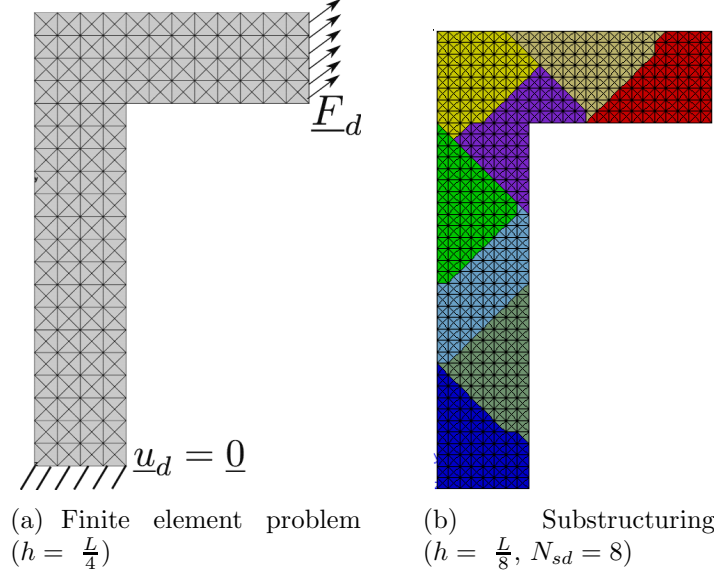 F_d
u_d = 0
(a) Finite element problem
(h = L/4)
(b) Substructuring
(h = L/8, N_sd = 8)